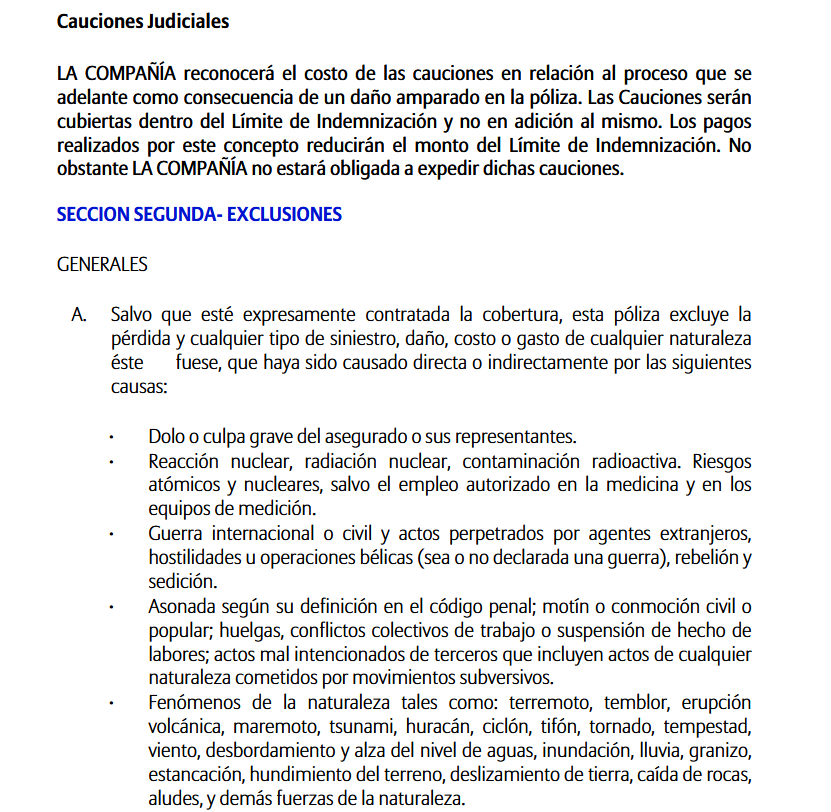 Cauciones Judiciales
LA COMPAÑÍA reconocerá el costo de las cauciones en relación al proceso que se
adelante como consecuencia de un daño amparado en la póliza. Las Cauciones serán
cubiertas dentro del Límite de Indemnización y no en adición al mismo. Los pagos
realizados por este concepto reducirán el monto del Límite de Indemnización. No
obstante LA COMPAÑÍA no estará obligada a expedir dichas cauciones.
SECCION SEGUNDA- EXCLUSIONES
GENERALES
A. Salvo que esté expresamente contratada la cobertura, esta póliza excluye la
pérdida y cualquier tipo de siniestro, daño, costo o gasto de cualquier naturaleza
éste fuese, que haya sido causado directa o indirectamente por las siguientes
causas:
· Dolo o culpa grave del asegurado o sus representantes.
· Reacción nuclear, radiación nuclear, contaminación radioactiva. Riesgos
atómicos y nucleares, salvo el empleo autorizado en la medicina y en los
equipos de medición.
· Guerra internacional o civil y actos perpetrados por agentes extranjeros,
hostilidades u operaciones bélicas (sea o no declarada una guerra), rebelión y
sedición.
· Asonada según su definición en el código penal; motín o conmoción civil o
popular; huelgas, conflictos colectivos de trabajo o suspensión de hecho de
labores; actos mal intencionados de terceros que incluyen actos de cualquier
naturaleza cometidos por movimientos subversivos.
· Fenómenos de la naturaleza tales como: terremoto, temblor, erupción
volcánica, maremoto, tsunami, huracán, ciclón, tifón, tornado, tempestad,
viento, desbordamiento y alza del nivel de aguas, inundación, lluvia, granizo,
estancación, hundimiento del terreno, deslizamiento de tierra, caída de rocas,
aludes, y demás fuerzas de la naturaleza.